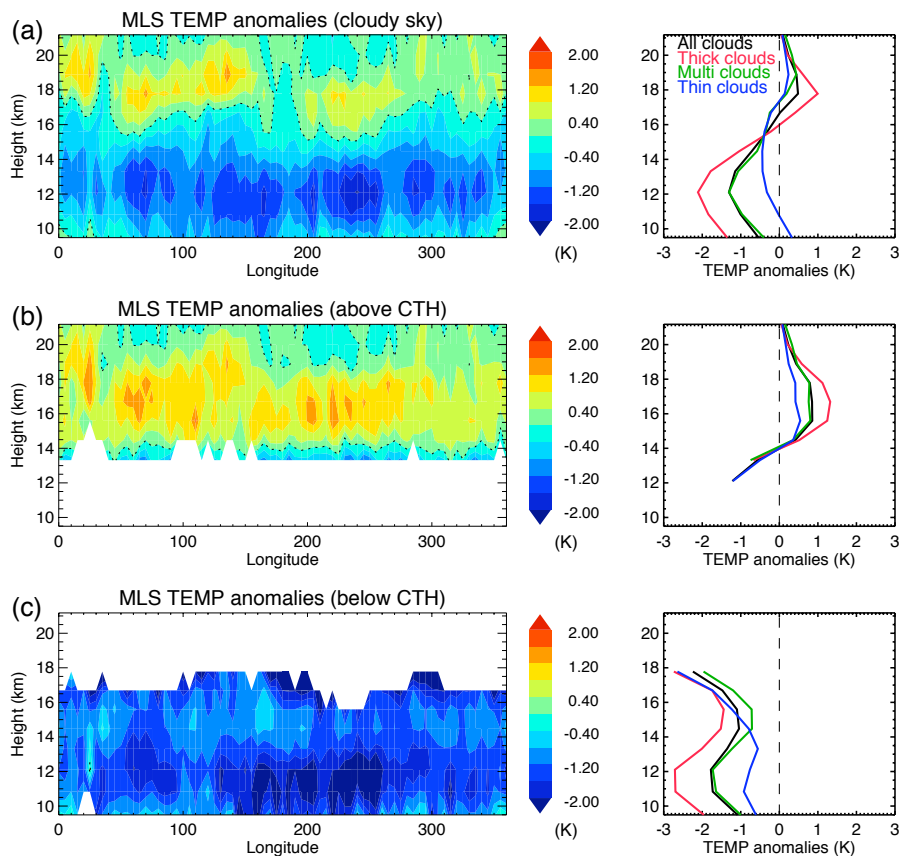 (a)
MLS TEMP anomalies (cloudy sky)
Height (km)
20
18
16
14
12
10
0 100 200 300
Longitude
2.00
1.20
0.40
-0.40
-1.20
-2.00
(K)
All clouds
Thick clouds
Multi clouds
Thin clouds
20
18
16
14
12
10
-3 -2 -1 0 1 2 3
TEMP anomalies (K)
(b)
MLS TEMP anomalies (above CTH)
Height (km)
20
18
16
14
12
10
0 100 200 300
Longitude
2.00
1.20
0.40
-0.40
-1.20
-2.00
(K)
20
18
16
14
12
10
-3 -2 -1 0 1 2 3
TEMP anomalies (K)
(c)
MLS TEMP anomalies (below CTH)
Height (km)
20
18
16
14
12
10
0 100 200 300
Longitude
2.00
1.20
0.40
-0.40
-1.20
-2.00
(K)
20
18
16
14
12
10
-3 -2 -1 0 1 2 3
TEMP anomalies (K)